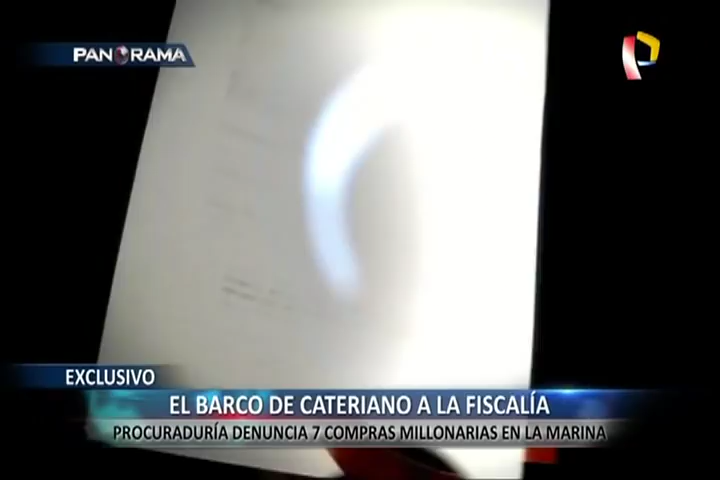 PANORAMA
EXCLUSIVO
EL BARCO DE CATERIANO A LA FISCALÍA
PROCURADURÍA DENUNCIA 7 COMPRAS MILLONARIAS EN LA MARINA